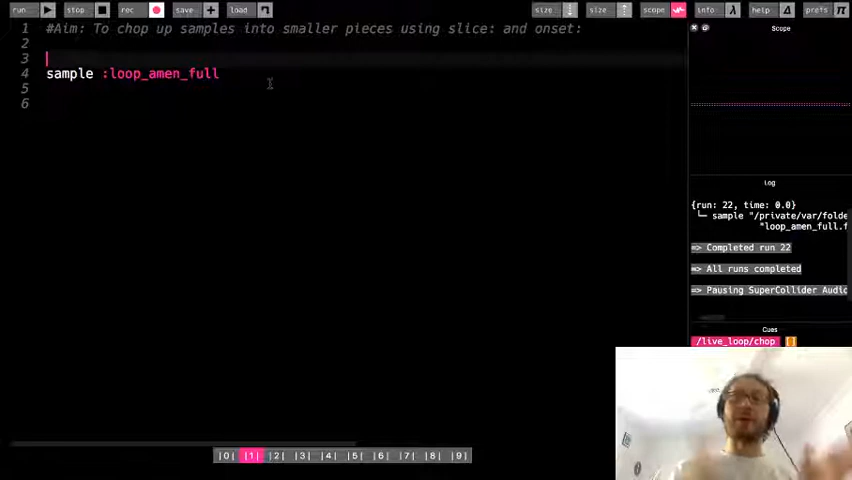 run stop rec save load size size scope info help prefs
1 #Aim: To chop up samples into smaller pieces using slice: and onset:
2
3
4 sample :loop_amen_full
5
6
Scope
Log
{run: 22, time: 0.0}
sample "/private/var/folde
"loop_amen_full.f
=> Completed run 22
=> All runs completed
=> Pausing SuperCollider Audio
Cues
/live_loop/chop []
|0| |1| |2| |3| |4| |5| |6| |7| |8| |9|